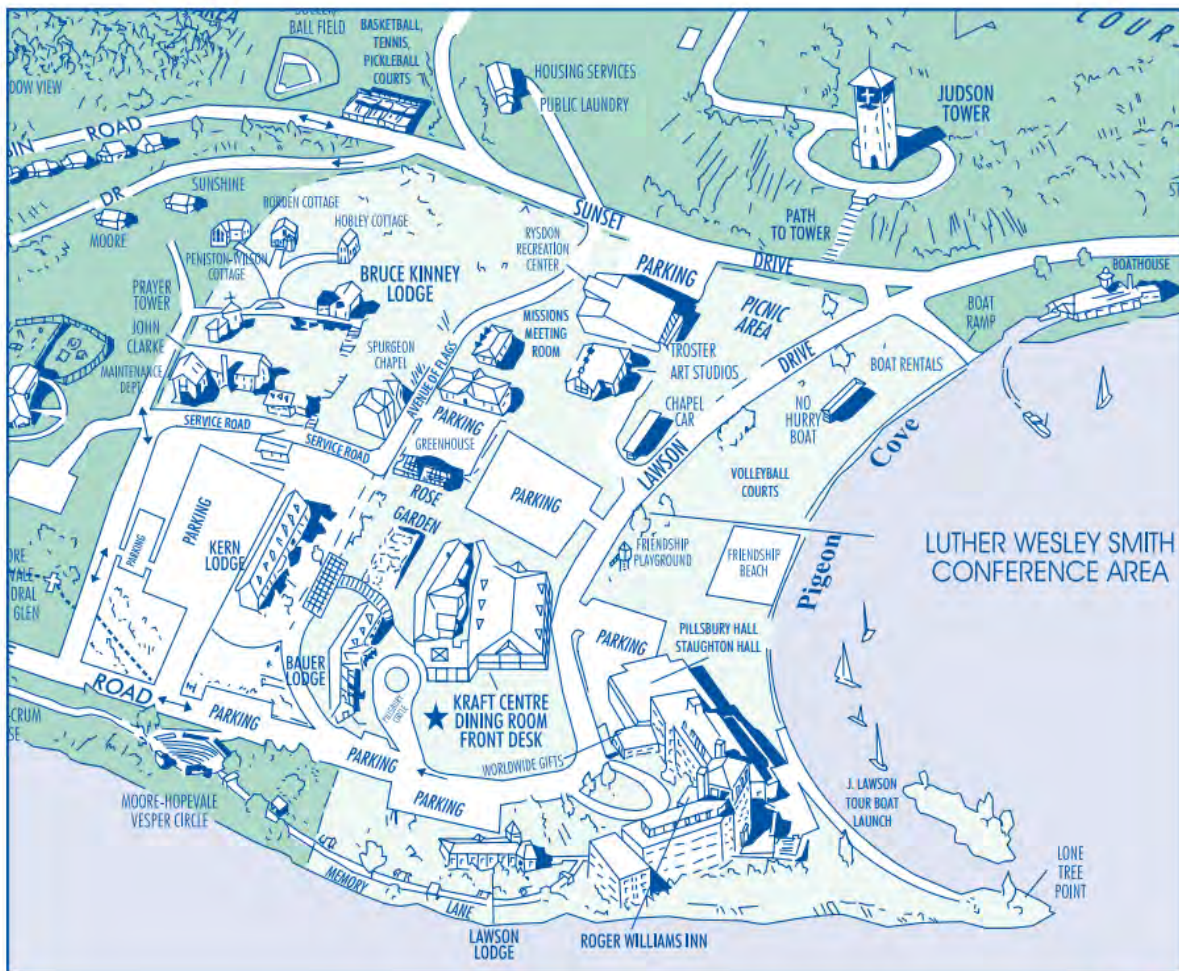 BALL FIELD
BASKETBALL,
TENNIS,
PICKLEBALL
COURTS
HOUSING SERVICES
PUBLIC LAUNDRY
JUDSON
TOWER
ROAD
DR
SUNSHINE
MOORE
BORDEN COTTAGE
HOBLEY COTTAGE
PENISTON-WILSON
COTTAGE
SUNSET
DRIVE
PATH
TO TOWER
RYSDON
RECREATION
CENTER
PARKING
PICNIC
AREA
BOATHOUSE
BOAT
RAMP
BRUCE KINNEY
LODGE
PRAYER
TOWER
JOHN
CLARKE
MAINTENANCE
DEPT.
SPURGEON
CHAPEL
AVENUE OF FLAGS
MISSIONS
MEETING
ROOM
TROSTER
ART STUDIOS
LAWSON
DRIVE
BOAT RENTALS
NO
HURRY
BOAT
CHAPEL
CAR
SERVICE ROAD
SERVICE ROAD
PARKING
GREENHOUSE
ROSE
GARDEN
PARKING
VOLLEYBALL
COURTS
Pigeon
Cove
PARKING
PARKING
KERN
LODGE
FRIENDSHIP
PLAYGROUND
FRIENDSHIP
BEACH
LUTHER WESLEY SMITH
CONFERENCE AREA
GLEN
BAUER
LODGE
PILLSBURY
CIRCLE
PARKING
PILLSBURY HALL
STAUGHTON HALL
KRAFT CENTRE
DINING ROOM
FRONT DESK
ROAD
PARKING
PARKING
PARKING
WORLDWIDE GIFTS
MOORE-HOPEVALE
VESPER CIRCLE
J. LAWSON
TOUR BOAT
LAUNCH
LONE
TREE
POINT
MEMORY
LANE
LAWSON
LODGE
ROGER WILLIAMS INN